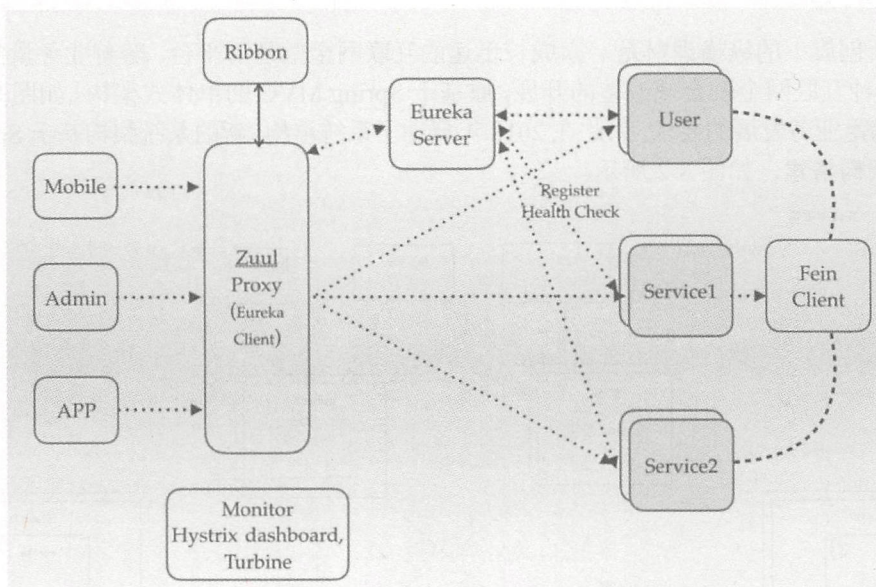 Ribbon
Eureka
Server
User
Mobile
Register
Health Check
Zuul
Proxy
(Eureka
Client)
Admin
Service1
Fein
Client
APP
Service2
Monitor
Hystrix dashboard,
Turbine